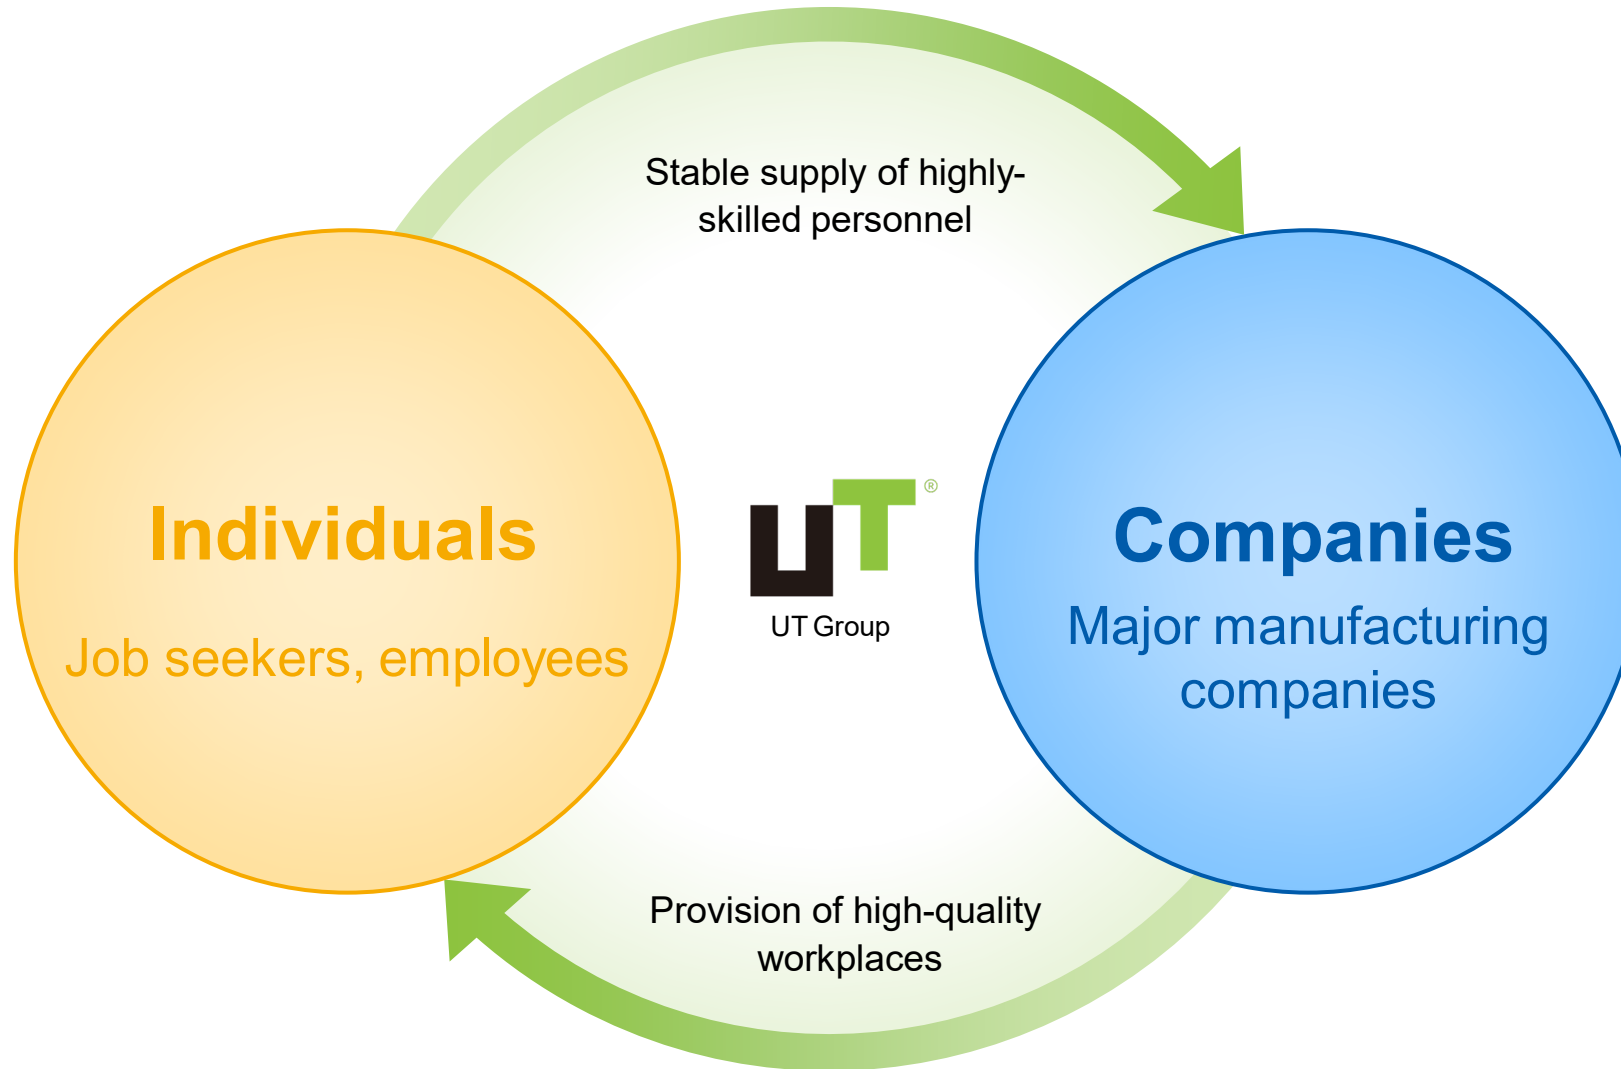 Stable supply of highly-
skilled personnel
Individuals
Job seekers, employees
UT®
UT Group
Companies
Major manufacturing
companies
Provision of high-quality
workplaces